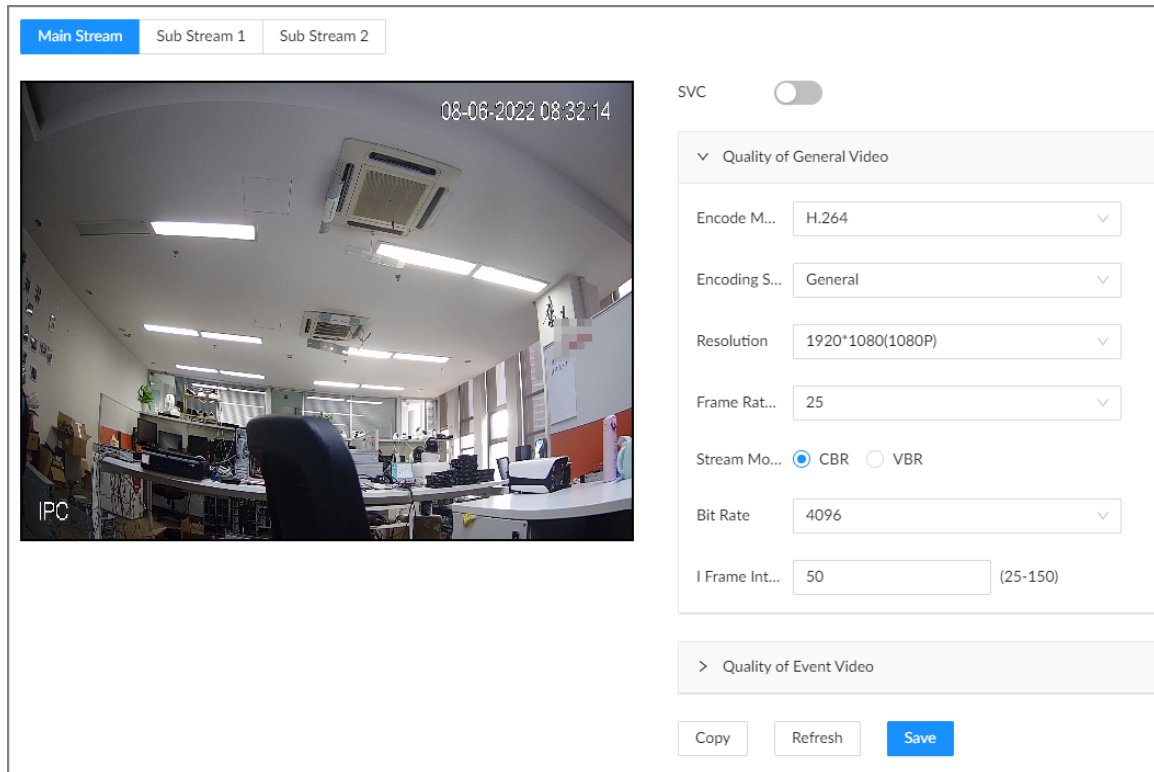 Main Stream Sub Stream 1 Sub Stream 2
08-06-2022 08:32:14
IPC
SVC
Quality of General Video
Encode M... H.264
Encoding S... General
Resolution 1920*1080(1080P)
Frame Rat... 25
Stream Mo... CBR VBR
Bit Rate 4096
I Frame Int... 50 (25-150)
Quality of Event Video
Copy Refresh Save